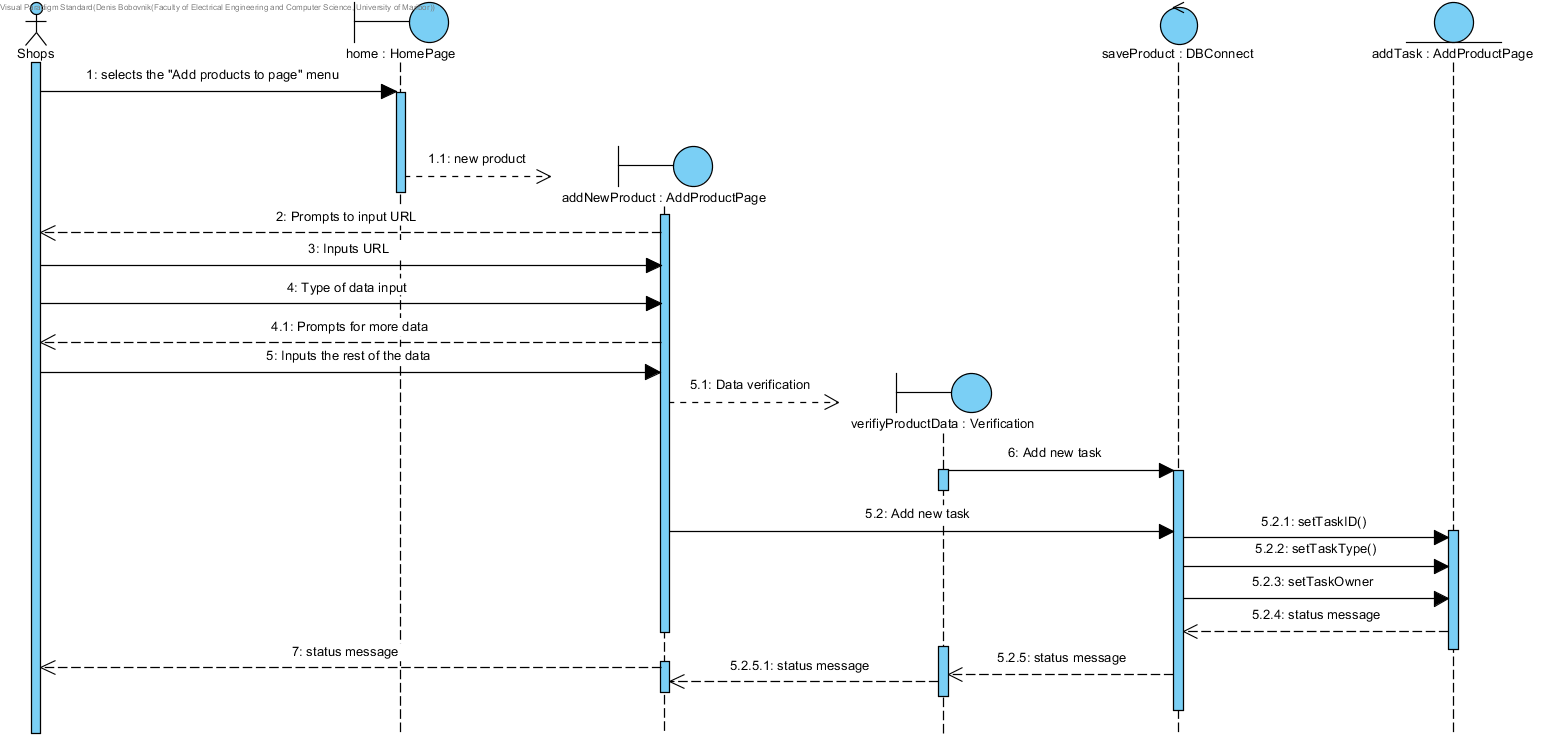 Visual Paradigm Standard(Denis Bobovnik(Faculty of Electrical Engineering and Computer Science, University of Maribor))
Shops
home : HomePage
saveProduct : DBConnect
addTask : AddProductPage
1: selects the "Add products to page" menu
1.1: new product
addNewProduct : AddProductPage
2: Prompts to input URL
3: Inputs URL
4: Type of data input
4.1: Prompts for more data
5: Inputs the rest of the data
5.1: Data verification
verifiyProductData : Verification
6: Add new task
5.2: Add new task
5.2.1: setTaskID()
5.2.2: setTaskType()
5.2.3: setTaskOwner
5.2.4: status message
7: status message
5.2.5.1: status message
5.2.5: status message